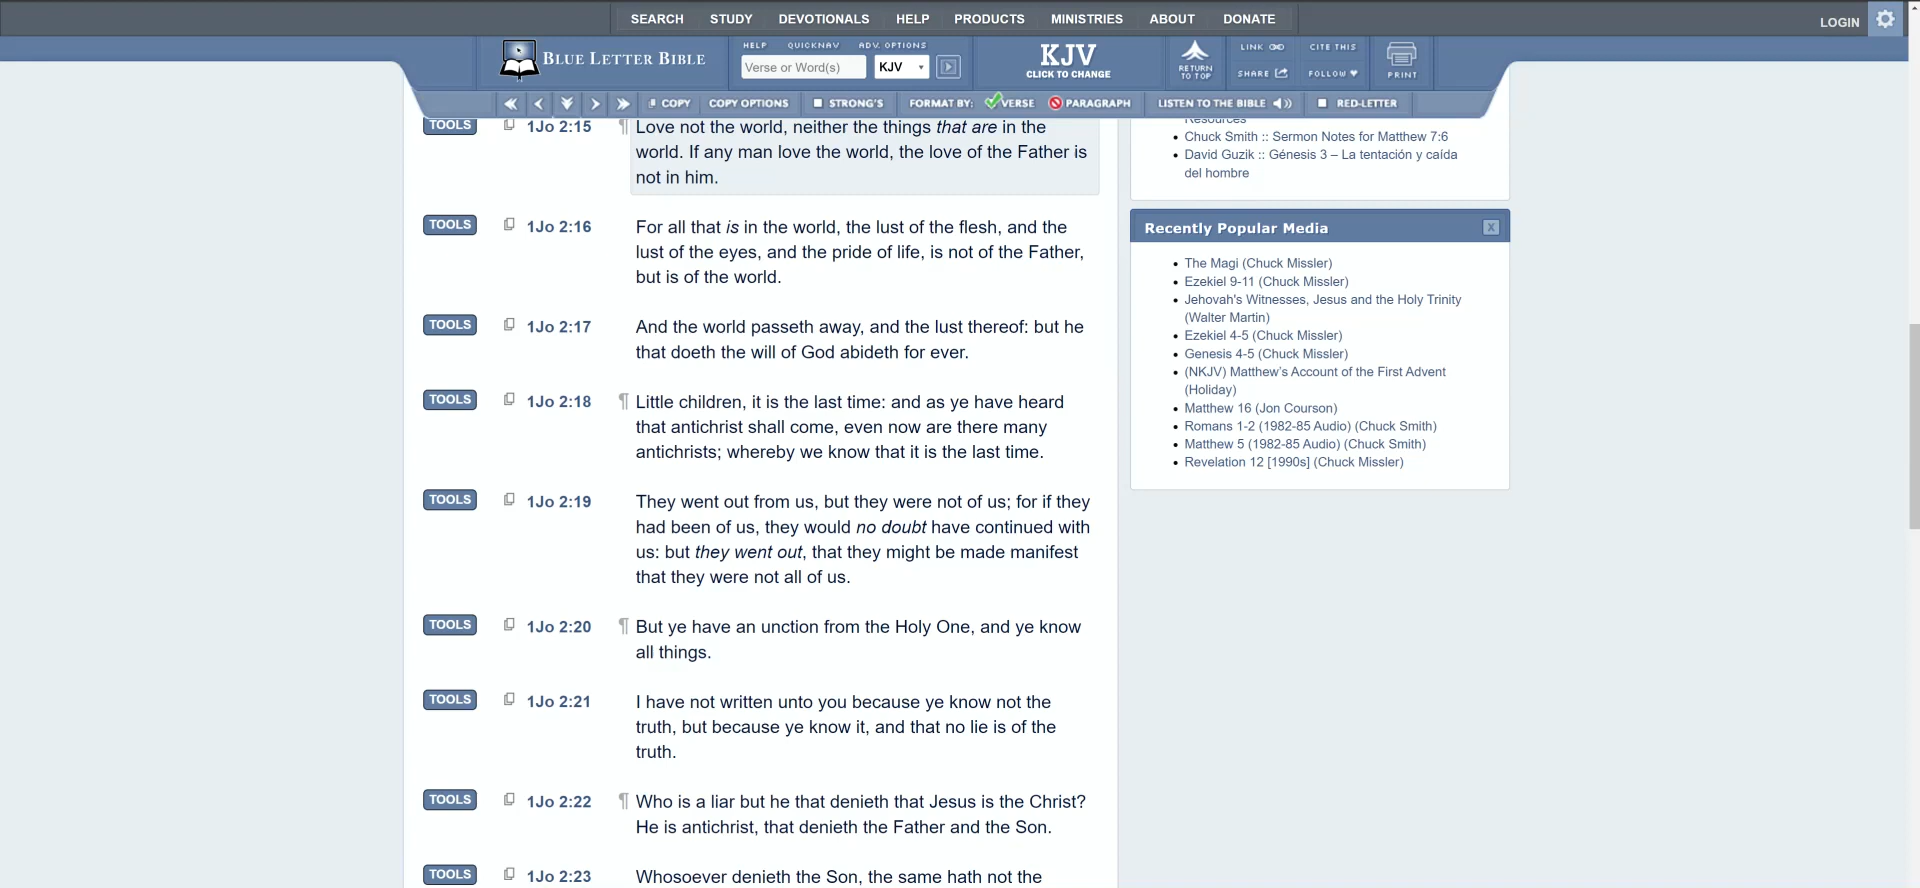 SEARCH STUDY DEVOTIONALS HELP PRODUCTS MINISTRIES ABOUT DONATE
LOGIN
BLUE LETTER BIBLE
HELP QUICKNAV ADV. OPTIONS
Verse or Word(s) KJV
KJV
CLICK TO CHANGE
RETURN
TO TOP
LINK CITE THIS
SHARE FOLLOW
PRINT
COPY COPY OPTIONS STRONG'S FORMAT BY: VERSE PARAGRAPH LISTEN TO THE BIBLE RED-LETTER
TOOLS 1Jo 2:15 ¶ Love not the world, neither the things that are in the
world. If any man love the world, the love of the Father is
not in him.
TOOLS 1Jo 2:16 For all that is in the world, the lust of the flesh, and the
lust of the eyes, and the pride of life, is not of the Father,
but is of the world.
TOOLS 1Jo 2:17 And the world passeth away, and the lust thereof: but he
that doeth the will of God abideth for ever.
TOOLS 1Jo 2:18 ¶ Little children, it is the last time: and as ye have heard
that antichrist shall come, even now are there many
antichrists; whereby we know that it is the last time.
TOOLS 1Jo 2:19 They went out from us, but they were not of us; for if they
had been of us, they would no doubt have continued with
us: but they went out, that they might be made manifest
that they were not all of us.
TOOLS 1Jo 2:20 ¶ But ye have an unction from the Holy One, and ye know
all things.
TOOLS 1Jo 2:21 I have not written unto you because ye know not the
truth, but because ye know it, and that no lie is of the
truth.
TOOLS 1Jo 2:22 ¶ Who is a liar but he that denieth that Jesus is the Christ?
He is antichrist, that denieth the Father and the Son.
TOOLS 1Jo 2:23 Whosoever denieth the Son, the same hath not the
Resources
• Chuck Smith :: Sermon Notes for Matthew 7:6
• David Guzik :: Génesis 3 – La tentación y caída
del hombre
Recently Popular Media X
• The Magi (Chuck Missler)
• Ezekiel 9-11 (Chuck Missler)
• Jehovah's Witnesses, Jesus and the Holy Trinity
(Walter Martin)
• Ezekiel 4-5 (Chuck Missler)
• Genesis 4-5 (Chuck Missler)
• (NKJV) Matthew's Account of the First Advent
(Holiday)
• Matthew 16 (Jon Courson)
• Romans 1-2 (1982-85 Audio) (Chuck Smith)
• Matthew 5 (1982-85 Audio) (Chuck Smith)
• Revelation 12 [1990s] (Chuck Missler)